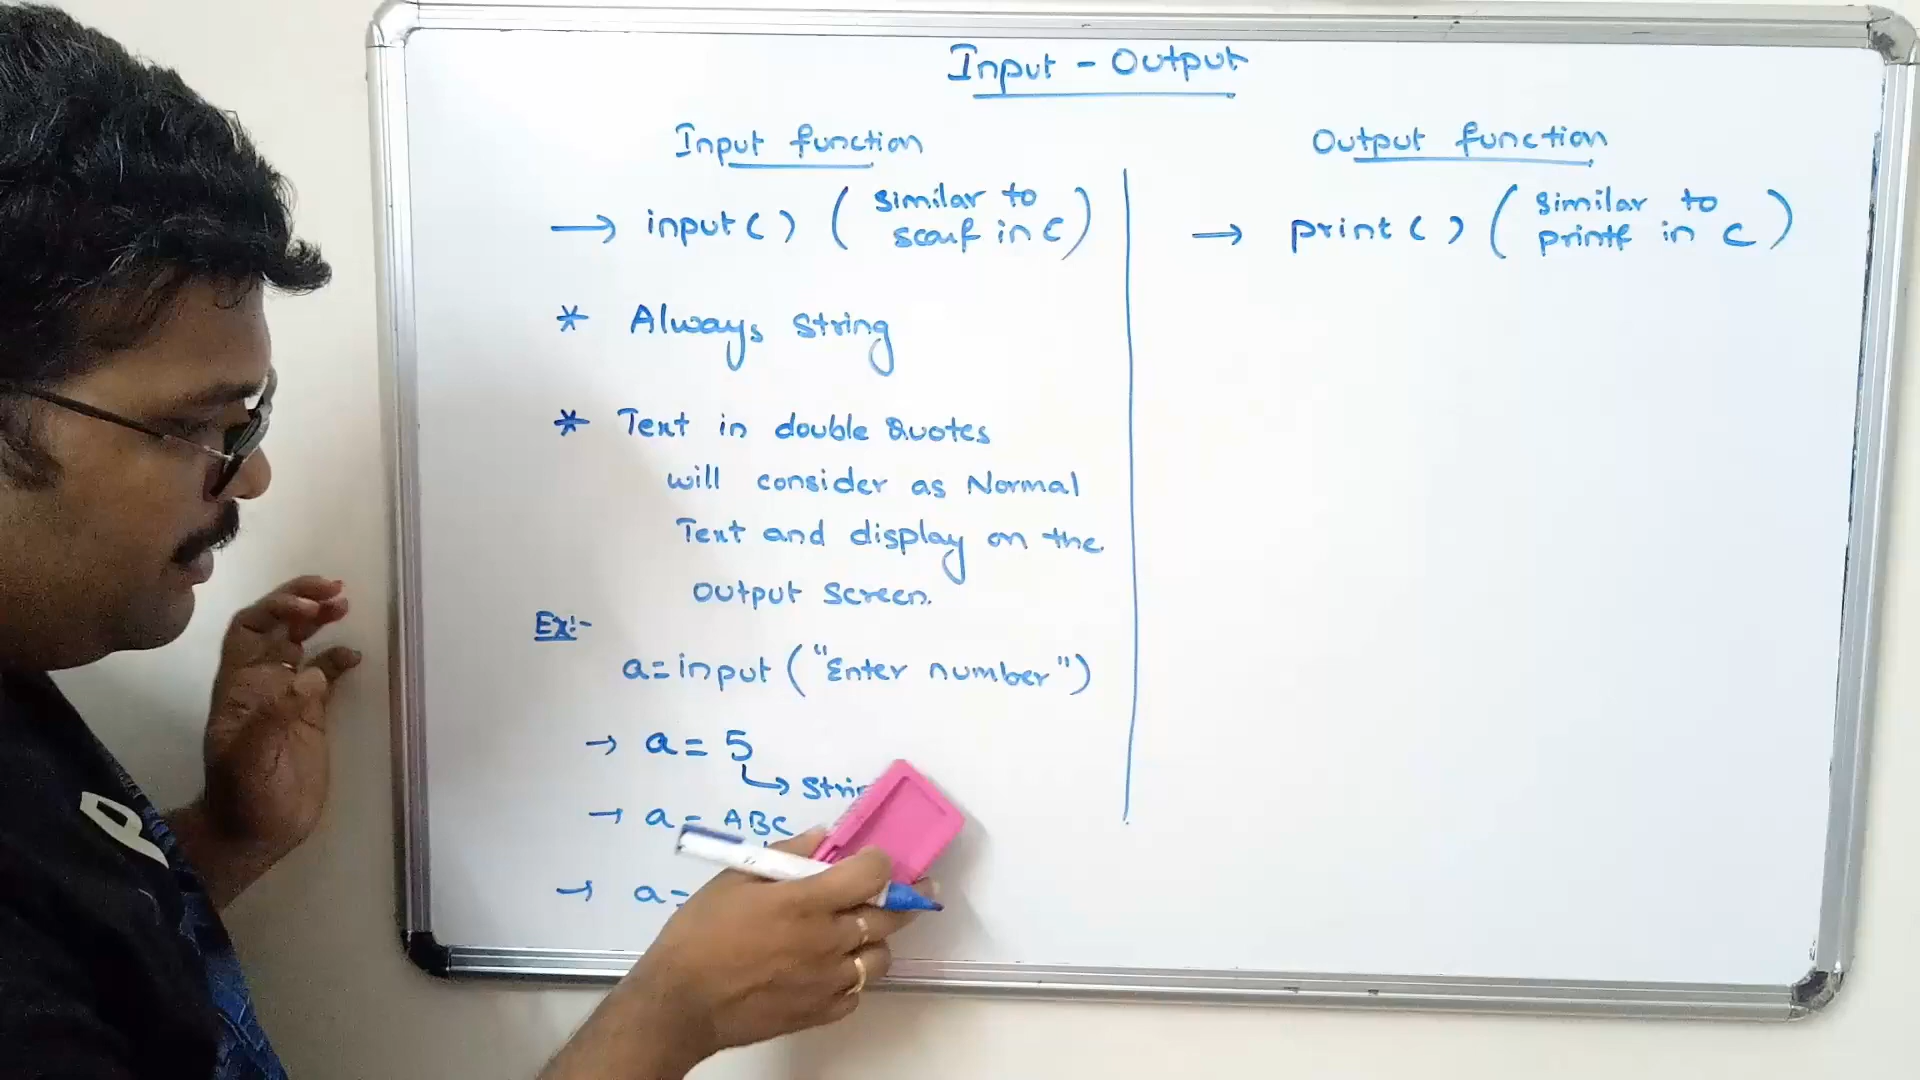 Input - Output
Input function
→ input() (similar to
scanf in C)
* Always string
* Text in double Quotes
will consider as Normal
Text and display on the
output screen.
Ex:-
a=input("Enter number")
→ a= 5
→ a= ABC
→ a=
Output function
→ print() (similar to
printf in C)